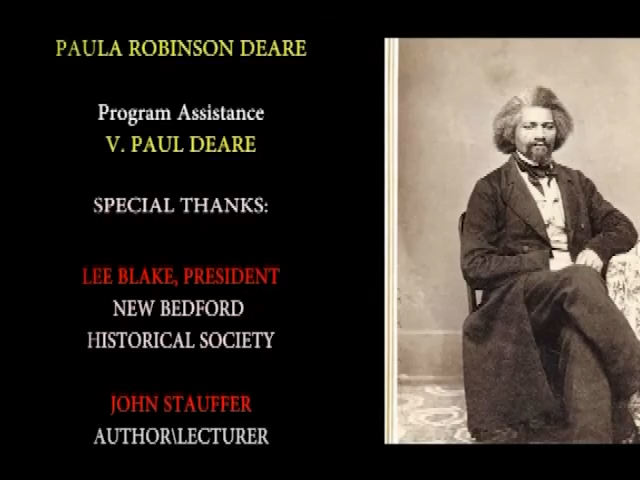 PAULA ROBINSON DEARE
Program Assistance
V. PAUL DEARE
SPECIAL THANKS:
LEE BLAKE, PRESIDENT
NEW BEDFORD
HISTORICAL SOCIETY
JOHN STAUFFER
AUTHOR\LECTURER